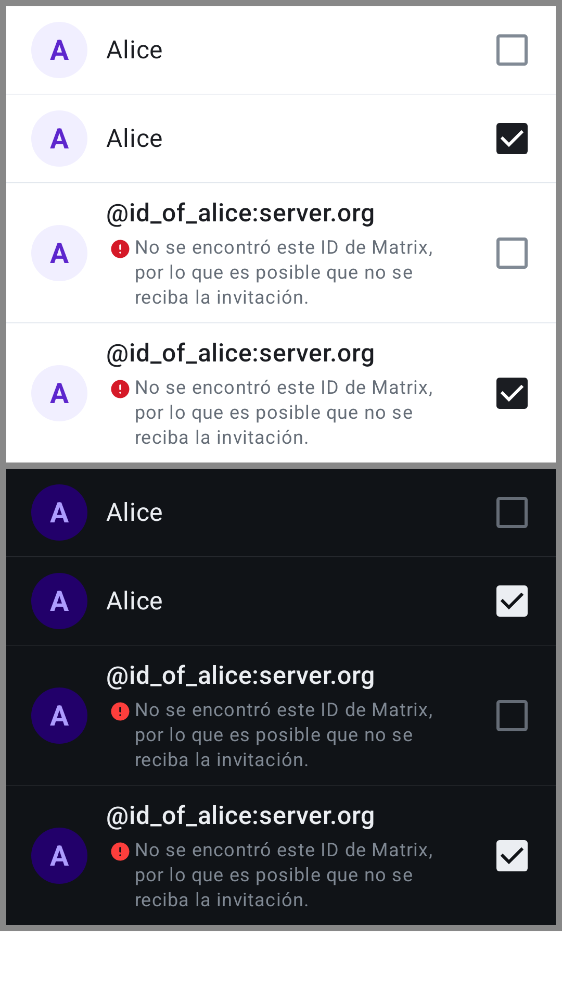 A Alice
A Alice
@id_of_alice:server.org
A No se encontró este ID de Matrix,
por lo que es posible que no se
reciba la invitación.
@id_of_alice:server.org
A No se encontró este ID de Matrix,
por lo que es posible que no se
reciba la invitación.
A Alice
A Alice
@id_of_alice:server.org
A No se encontró este ID de Matrix,
por lo que es posible que no se
reciba la invitación.
@id_of_alice:server.org
A No se encontró este ID de Matrix,
por lo que es posible que no se
reciba la invitación.